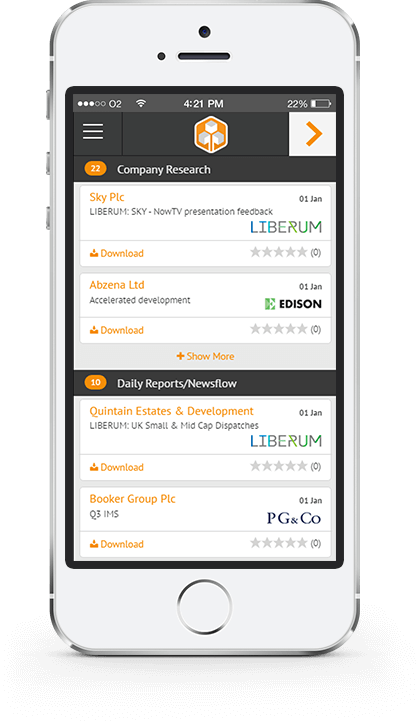 O2 4:21 PM 22%
22 Company Research
Sky Plc 01 Jan
LIBERUM: SKY - NowTV presentation feedback
LIBERUM
Download (0)
Abzena Ltd 01 Jan
Accelerated development
EDISON
Download (0)
+ Show More
10 Daily Reports/Newsflow
Quintain Estates & Development 01 Jan
LIBERUM: UK Small & Mid Cap Dispatches
LIBERUM
Download (0)
Booker Group Plc 01 Jan
Q3 IMS
PG&Co
Download (0)